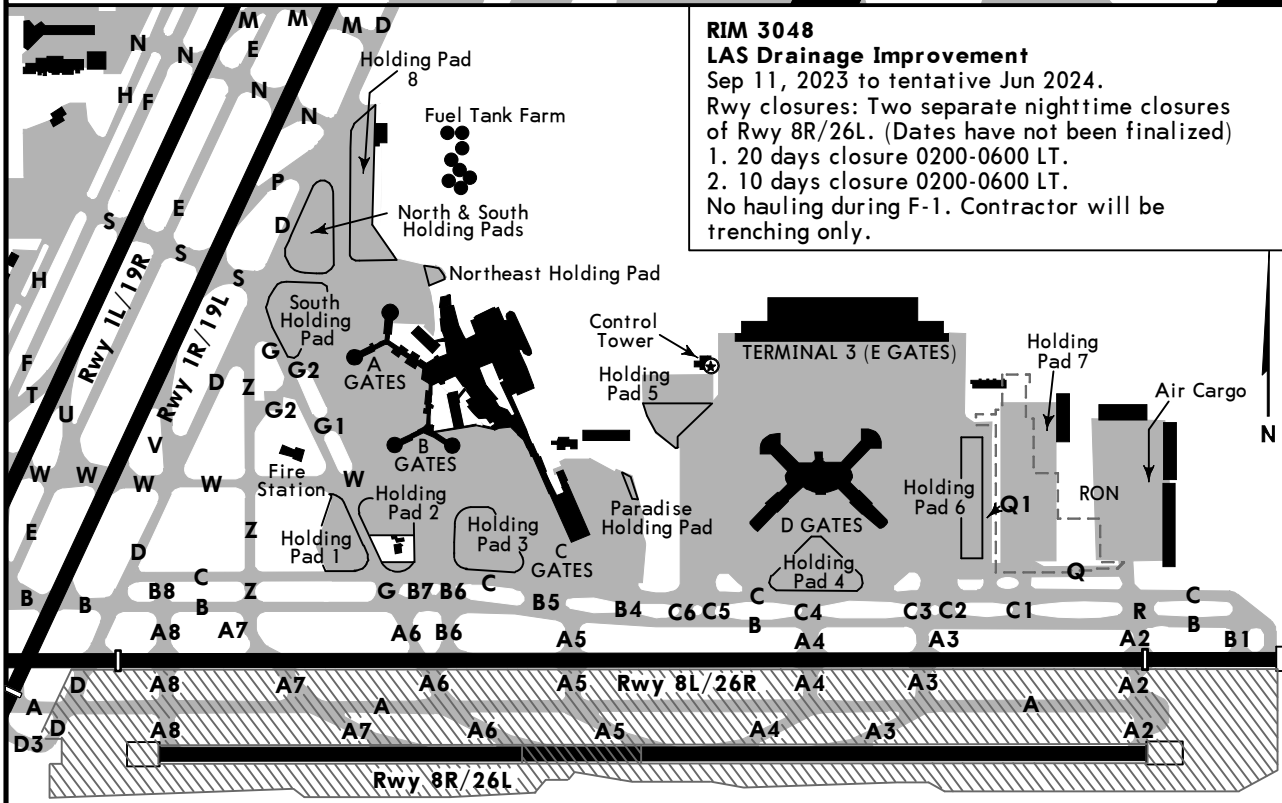 RIM 3048
LAS Drainage Improvement
Sep 11, 2023 to tentative Jun 2024.
Rwy closures: Two separate nighttime closures
of Rwy 8R/26L. (Dates have not been finalized)
1. 20 days closure 0200-0600 LT.
2. 10 days closure 0200-0600 LT.
No hauling during F-1. Contractor will be
trenching only.
M M M D
N N E
Holding Pad
8
H F N N
Fuel Tank Farm
P
S E D
North & South
Holding Pads
S S
H
Northeast Holding Pad
Rwy 1L/19R
Rwy 1R/19L
South
Holding
Pad
Control
Tower
TERMINAL 3 (E GATES)
Holding
Pad 7
F G G2
A
GATES
Holding
Pad 5
Air Cargo
T D Z
U G2 G1
N
V
B
GATES
W W W W W
Fire
Station
Holding
Pad 2
Holding
Pad 6
Q1
RON
Paradise
Holding Pad
D GATES
E Z
Holding
Pad 1
Holding
Pad 3
D
C
GATES
Holding
Pad 4
Q
C C
B B B8 B Z G B7 B6 B5 B4 C6 C5 C B C4 C3 C2 C1 R C B
A8 A7 A6 B6 A5 A4 A3 A2 B1
D A8 A7 A6 A5 Rwy 8L/26R A4 A3 A2
A A A
D D3 A8 A7 A6 A5 A4 A3 A2
Rwy 8R/26L